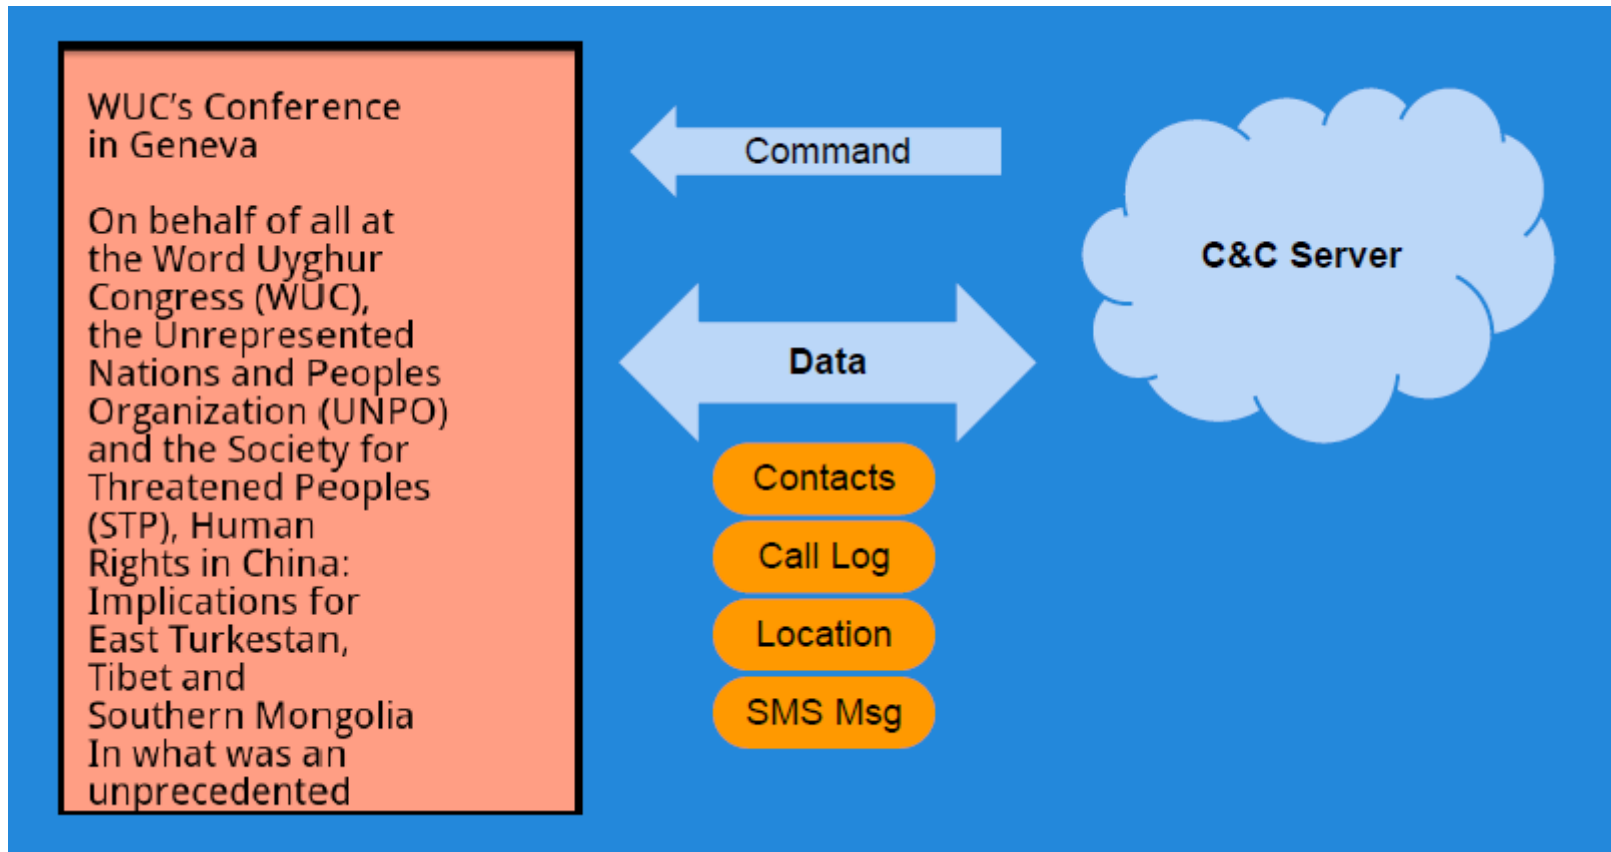 WUC's Conference
in Geneva
On behalf of all at
the Word Uyghur
Congress (WUC),
the Unrepresented
Nations and Peoples
Organization (UNPO)
and the Society for
Threatened Peoples
(STP), Human
Rights in China:
Implications for
East Turkestan,
Tibet and
Southern Mongolia
In what was an
unprecedented
Command
Data
Contacts
Call Log
Location
SMS Msg
C&C Server